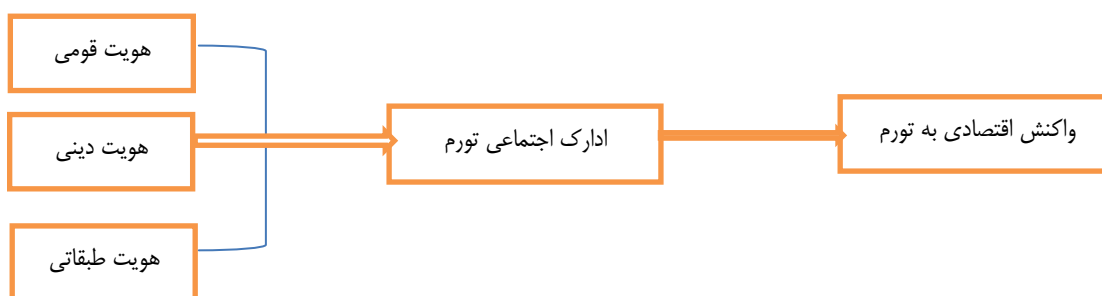 هویت قومی
هویت دینی
هویت طبقاتی
ادارک اجتماعی تورم
واکنش اقتصادی به تورم